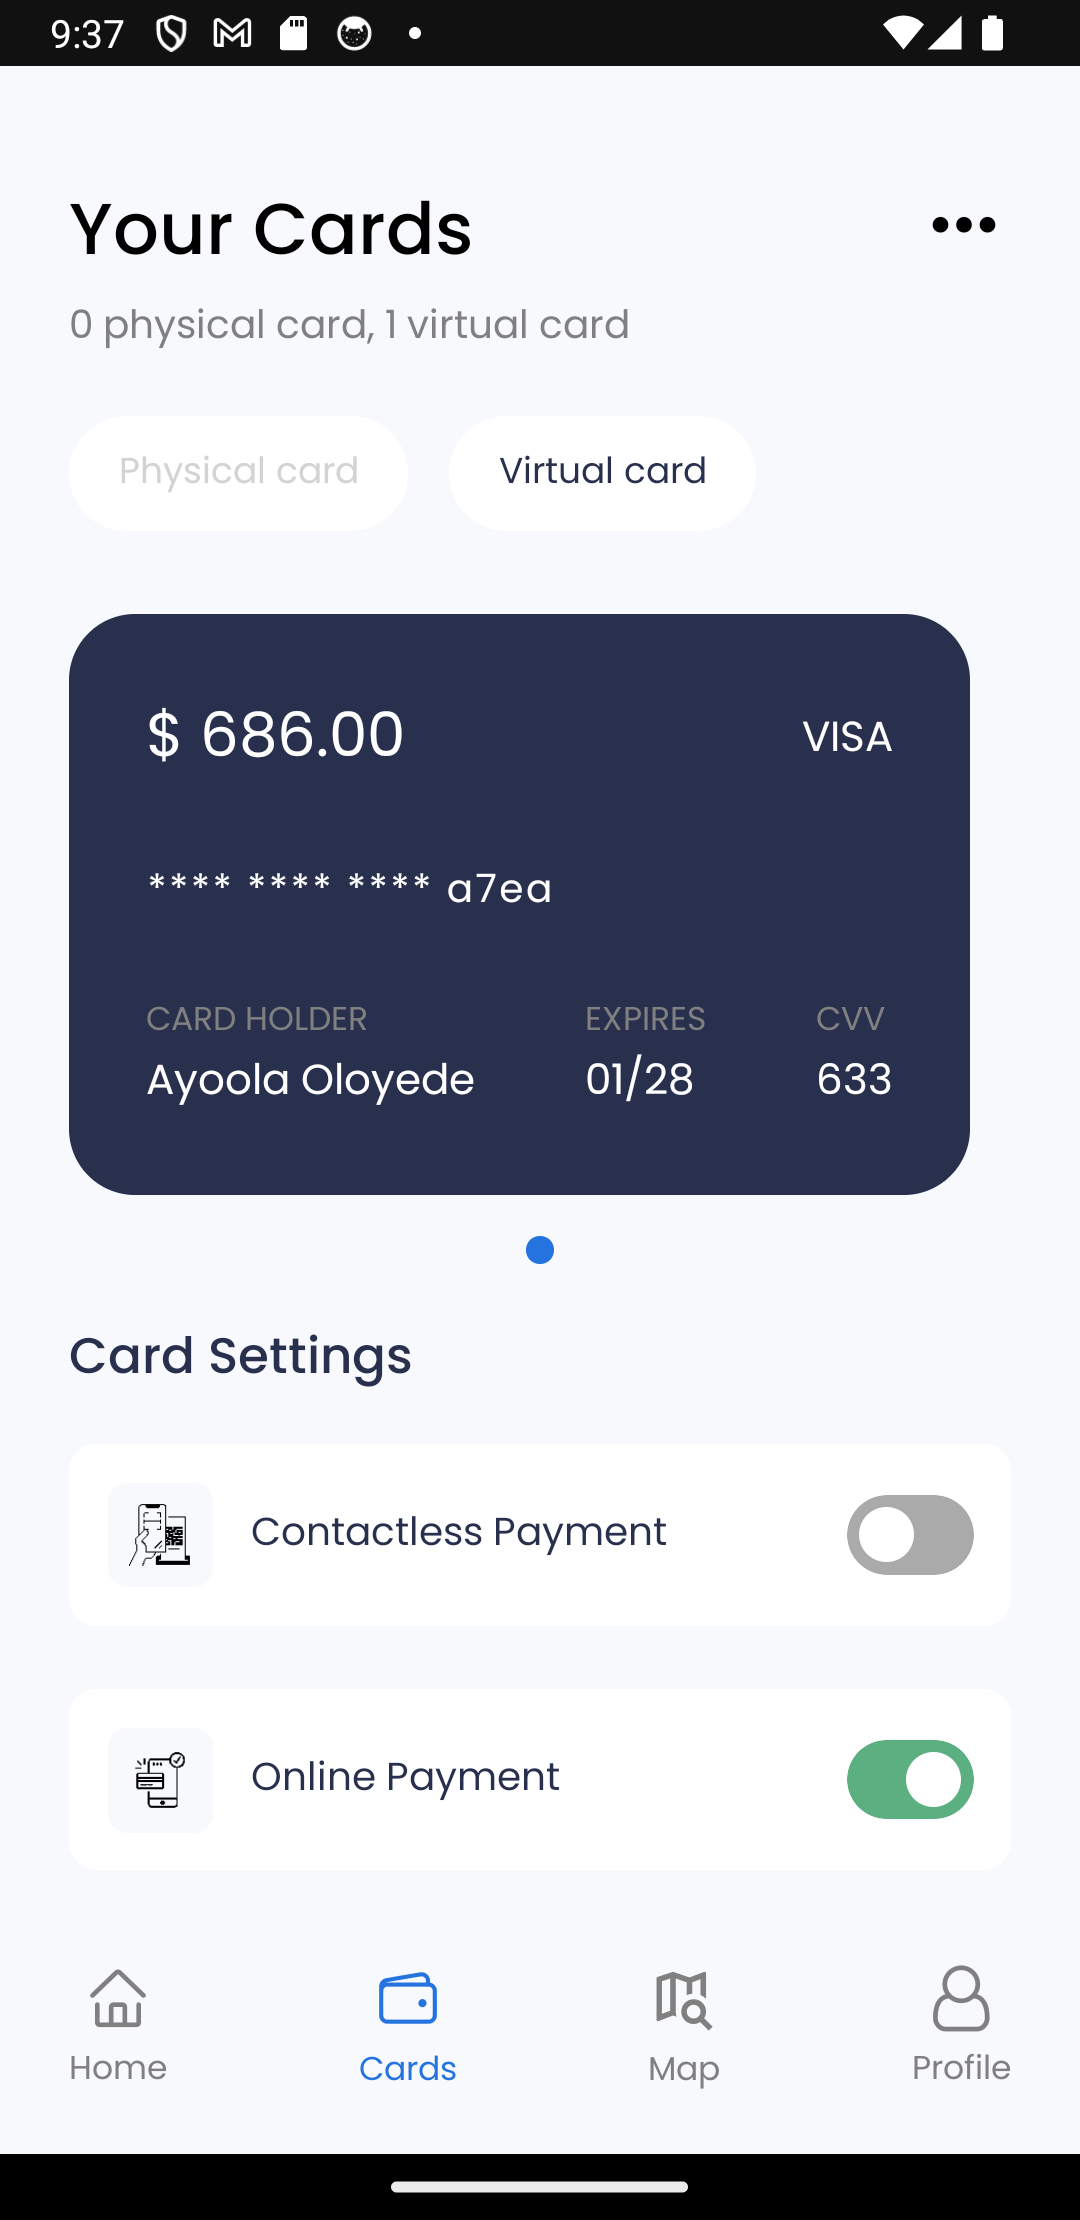 9:37
Your Cards
0 physical card, 1 virtual card
Physical card
Virtual card
$ 686.00
VISA
**** **** **** a7ea
CARD HOLDER
EXPIRES
CVV
Ayoola Oloyede
01/28
633
Card Settings
Contactless Payment
Online Payment
Home
Cards
Map
Profile